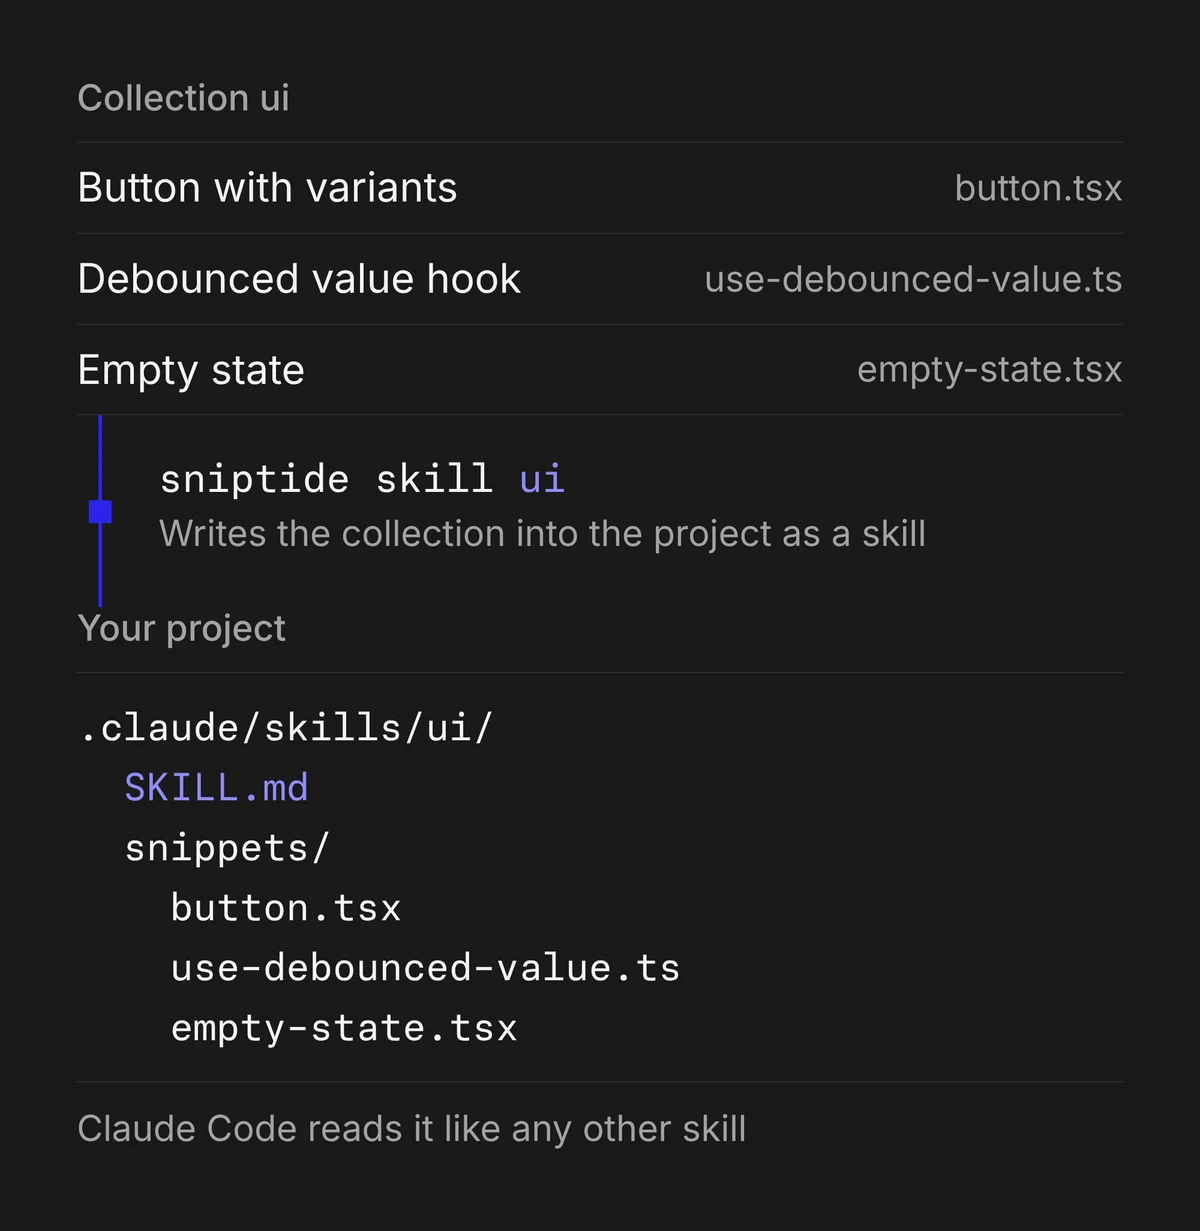 Collection ui
Button with variants button.tsx
Debounced value hook use-debounced-value.ts
Empty state empty-state.tsx
sniptide skill ui
Writes the collection into the project as a skill
Your project
.claude/skills/ui/
SKILL.md
snippets/
button.tsx
use-debounced-value.ts
empty-state.tsx
Claude Code reads it like any other skill